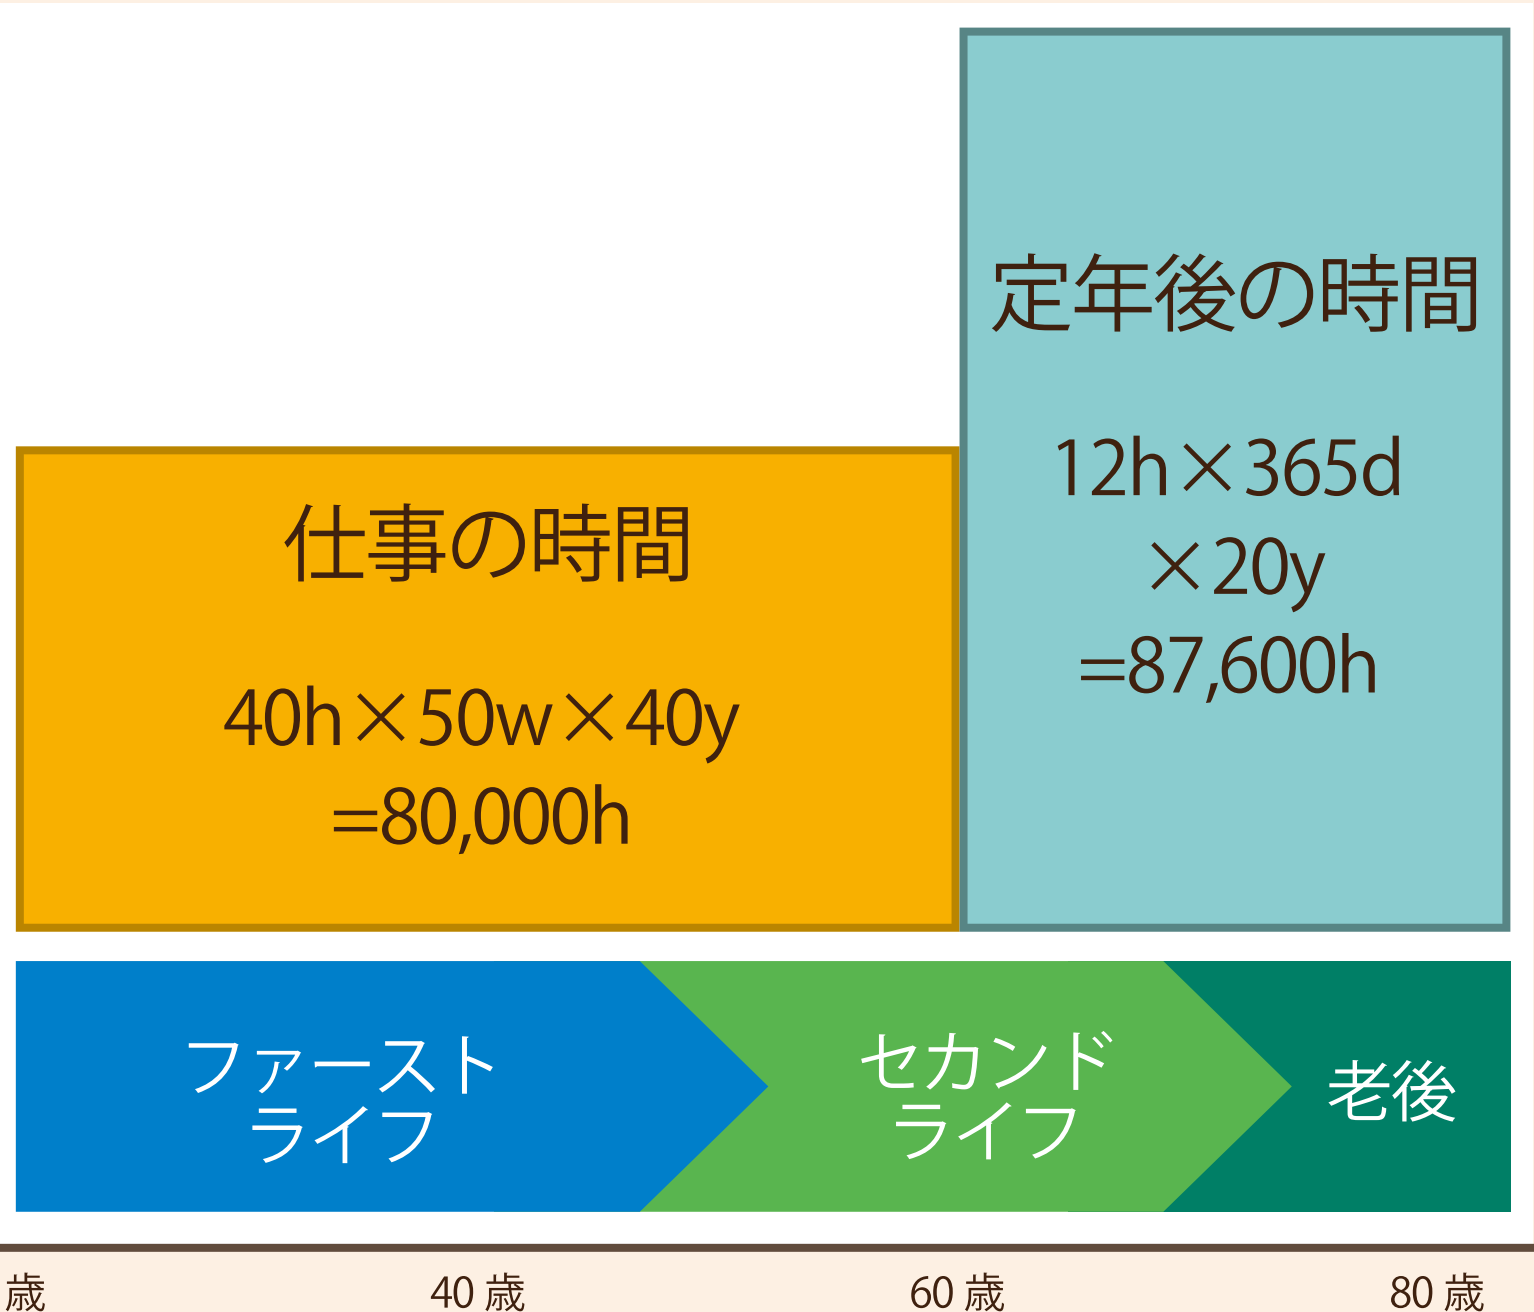 定年後の時間
12h×365d
×20y
=87,600h
仕事の時間
40h×50w×40y
=80,000h
ファースト
ライフ
セカンド
ライフ
老後
歳
40 歳
60 歳
80 歳